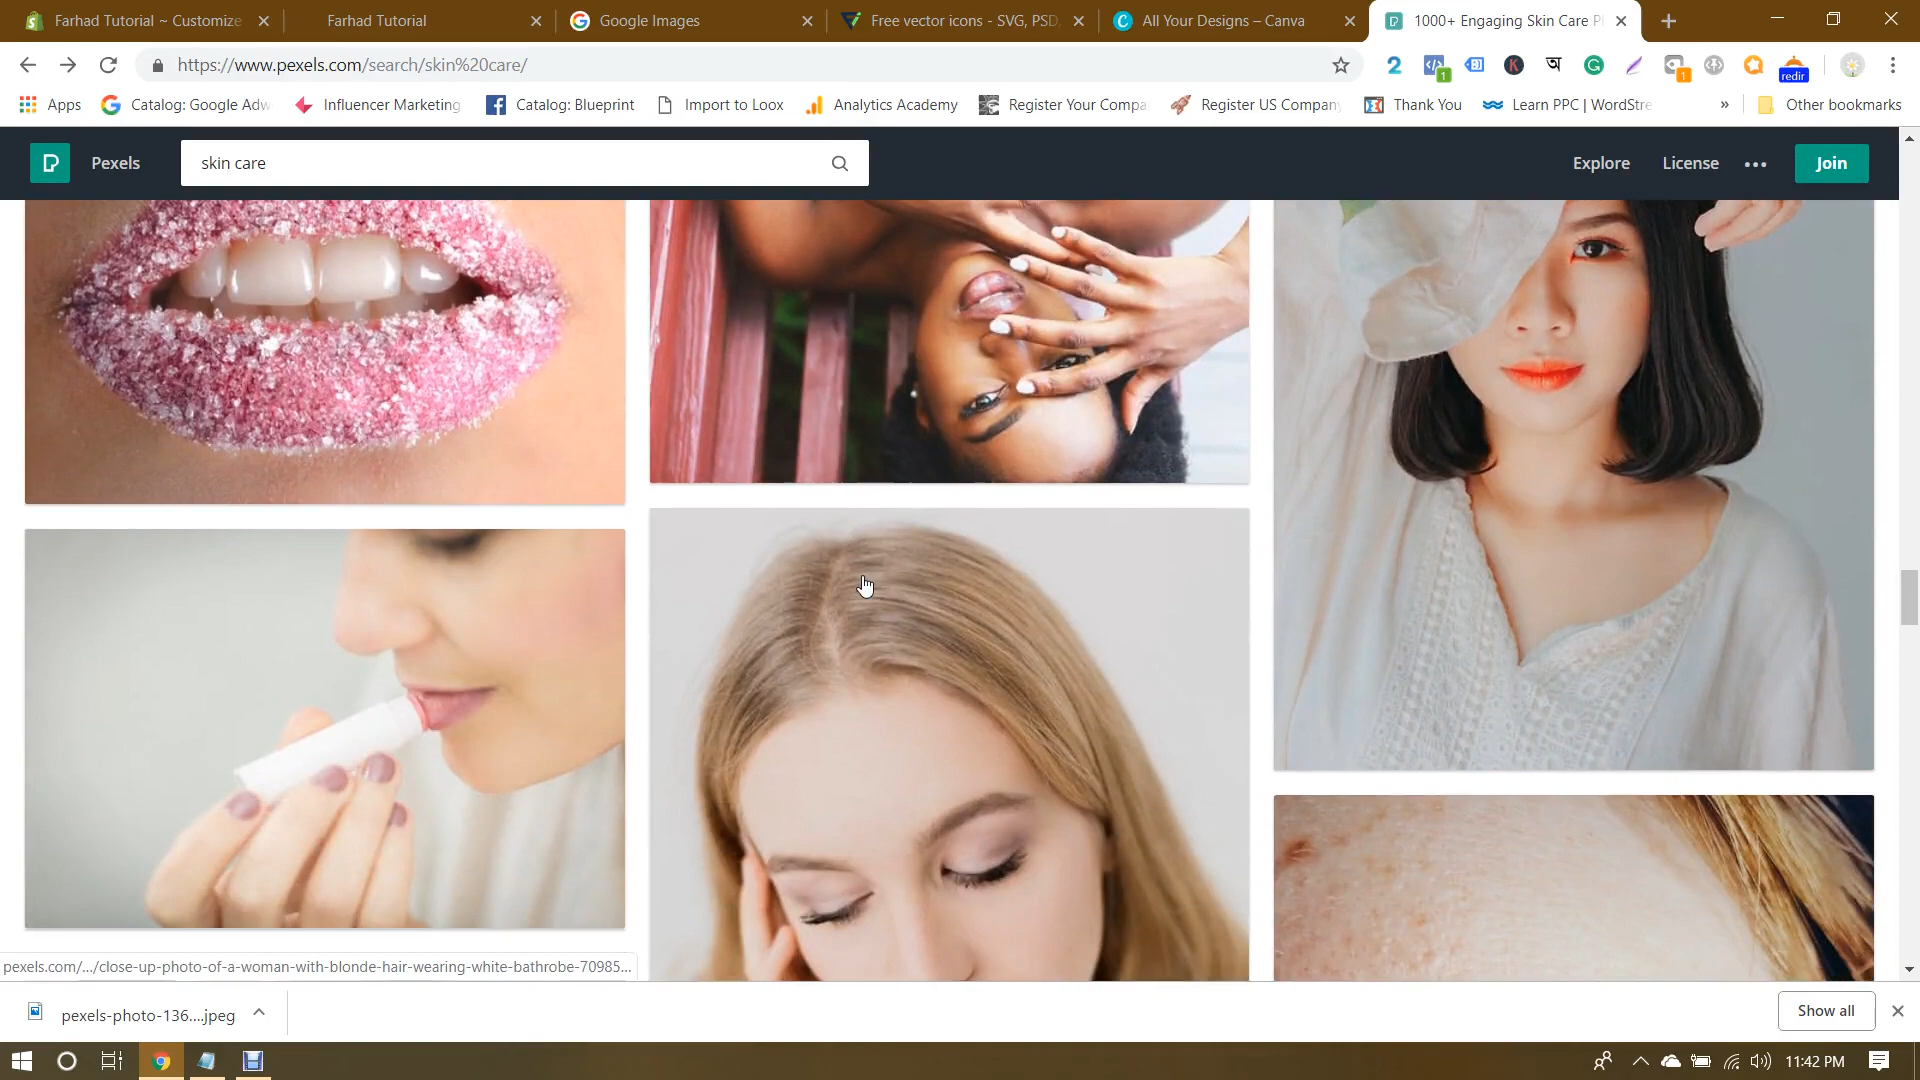 Farhad Tutorial ~ Customize
Farhad Tutorial
Google Images
Free vector icons - SVG, PSD,
All Your Designs – Canva
1000+ Engaging Skin Care P
https://www.pexels.com/search/skin%20care/
redir
Apps
Catalog: Google Adw
Influencer Marketing
Catalog: Blueprint
Import to Loox
Analytics Academy
Register Your Compa
Register US Company
Thank You
Learn PPC | WordStre
»
Other bookmarks
Pexels
skin care
Explore
License
Join
pexels.com/.../close-up-photo-of-a-woman-with-blonde-hair-wearing-white-bathrobe-70985...
pexels-photo-136....jpeg
Show all
11:42 PM